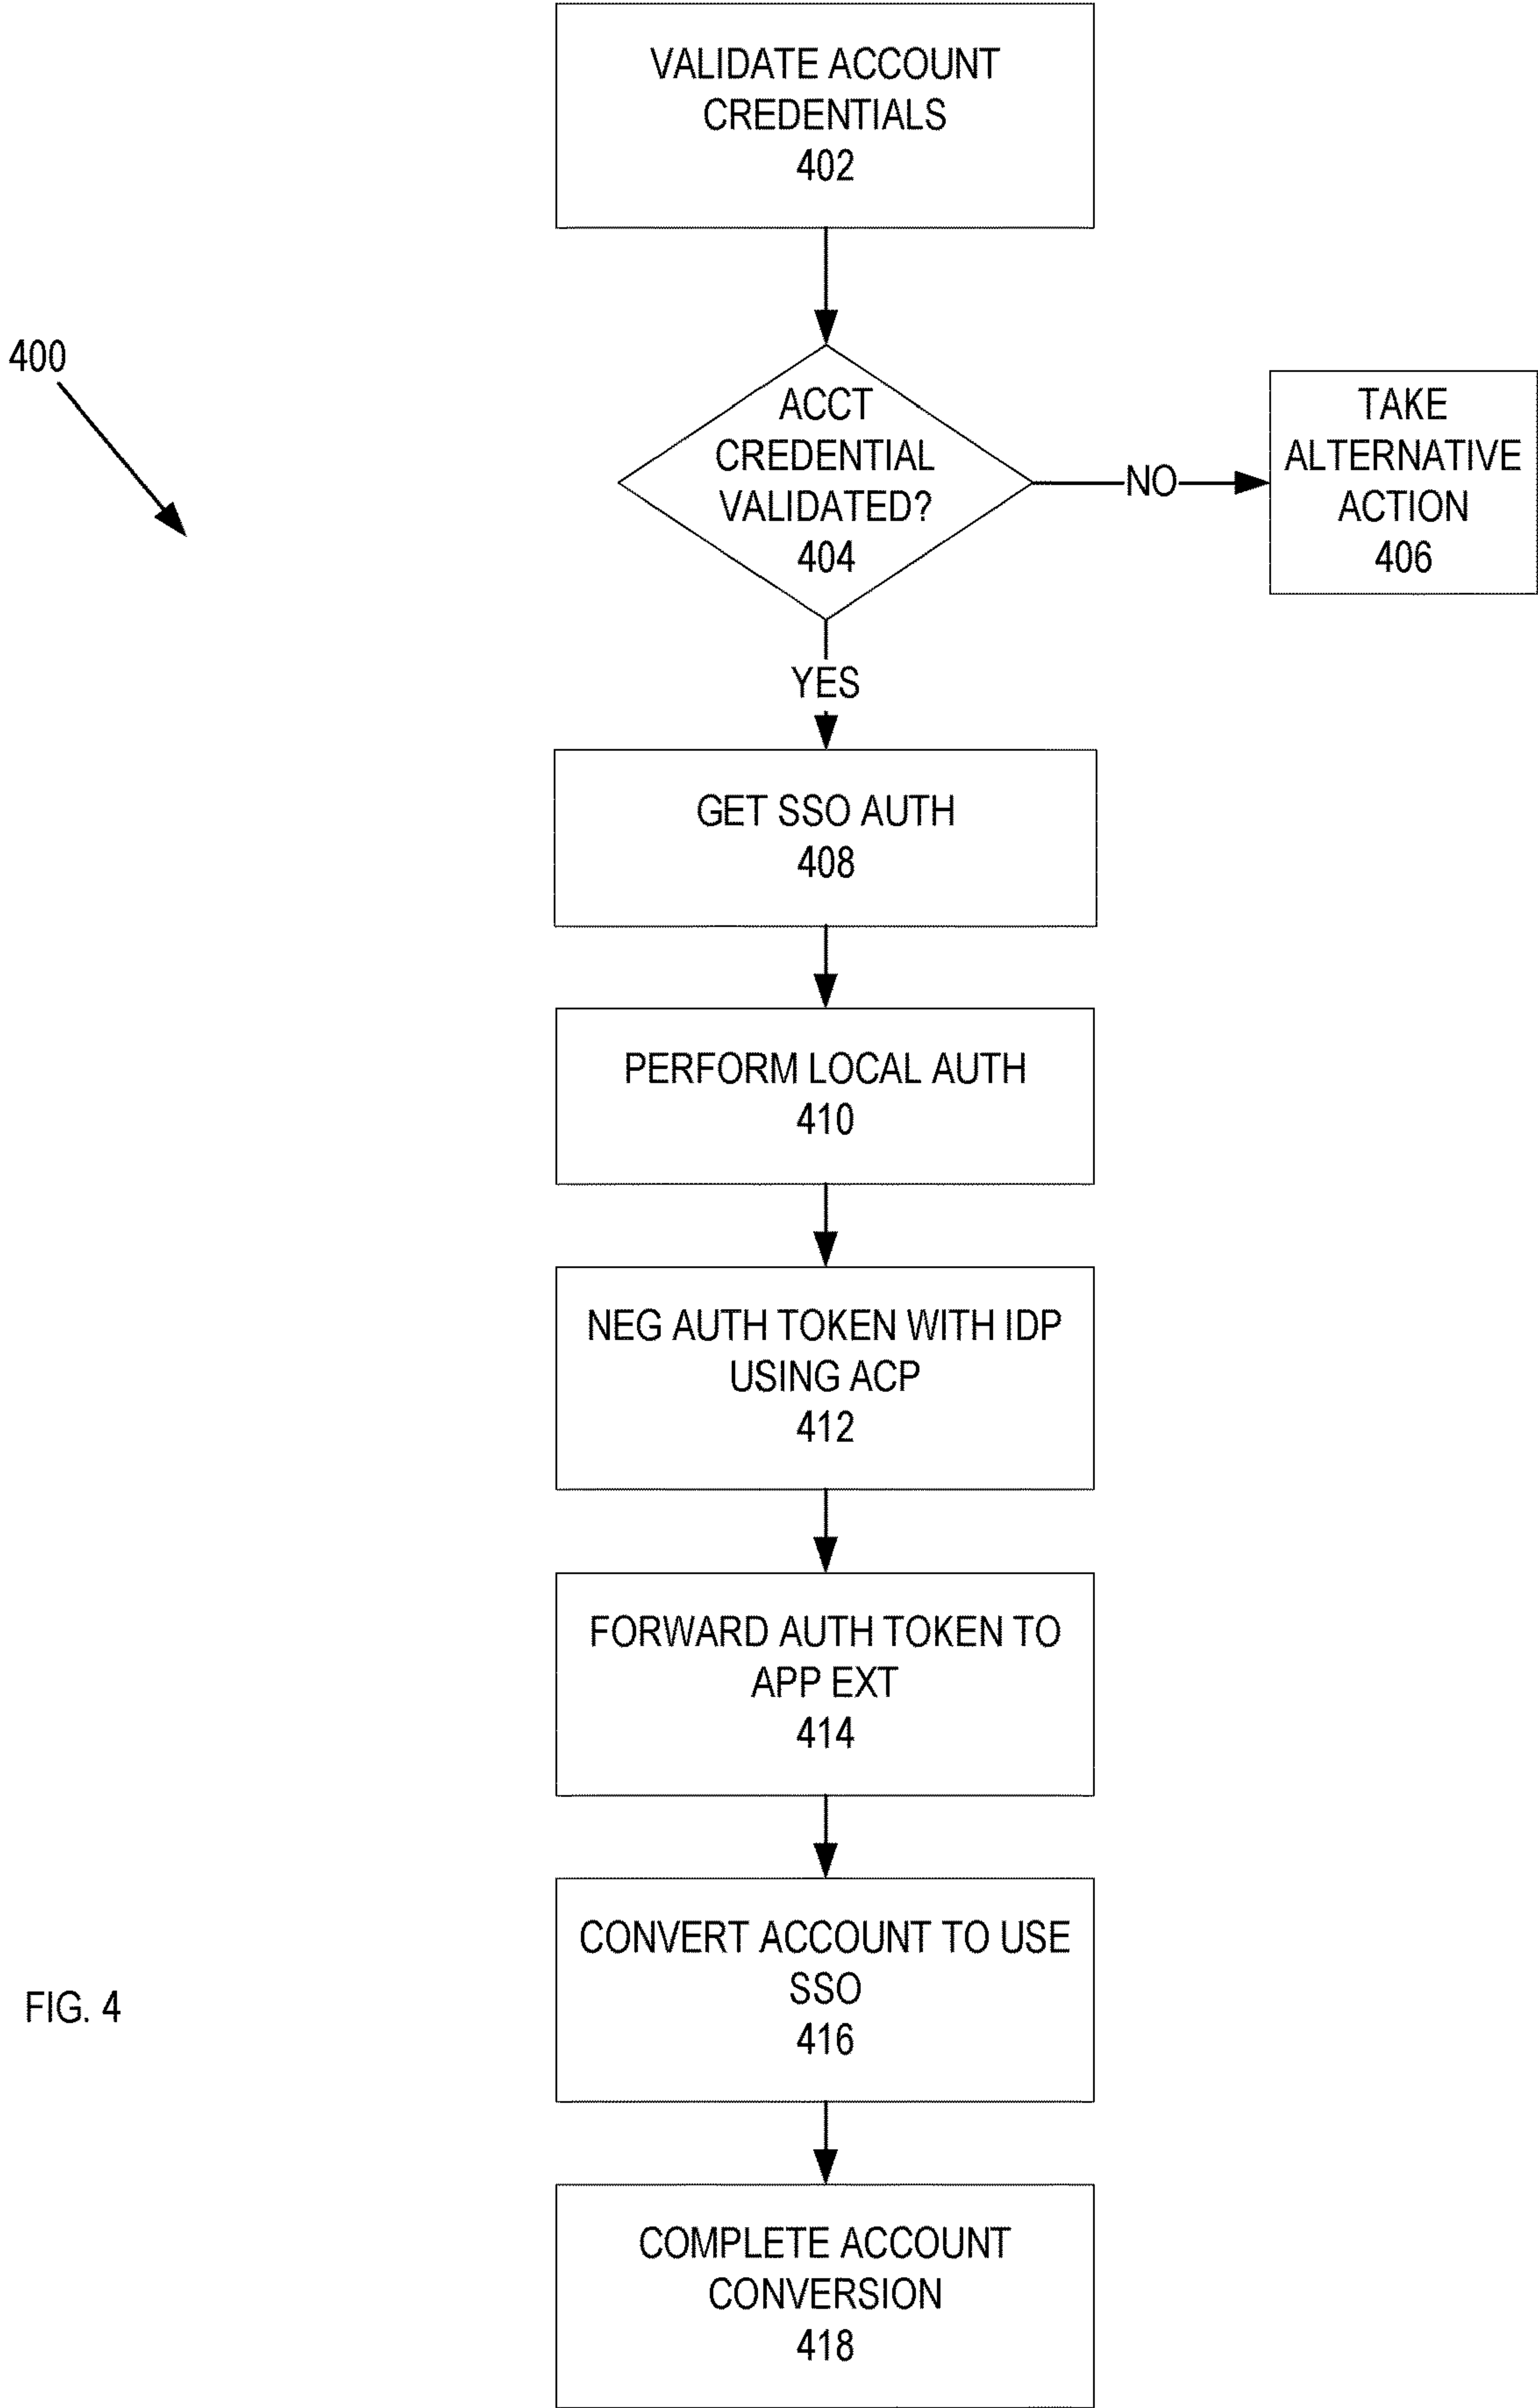 VALIDATE ACCOUNT
CREDENTIALS
402
400
ACCT
CREDENTIAL
VALIDATED?
404
NO
TAKE
ALTERNATIVE
ACTION
406
YES
GET SSO AUTH
408
PERFORM LOCAL AUTH
410
NEG AUTH TOKEN WITH IDP
USING ACP
412
FORWARD AUTH TOKEN TO
APP EXT
414
CONVERT ACCOUNT TO USE
SSO
416
FIG. 4
COMPLETE ACCOUNT
CONVERSION
418